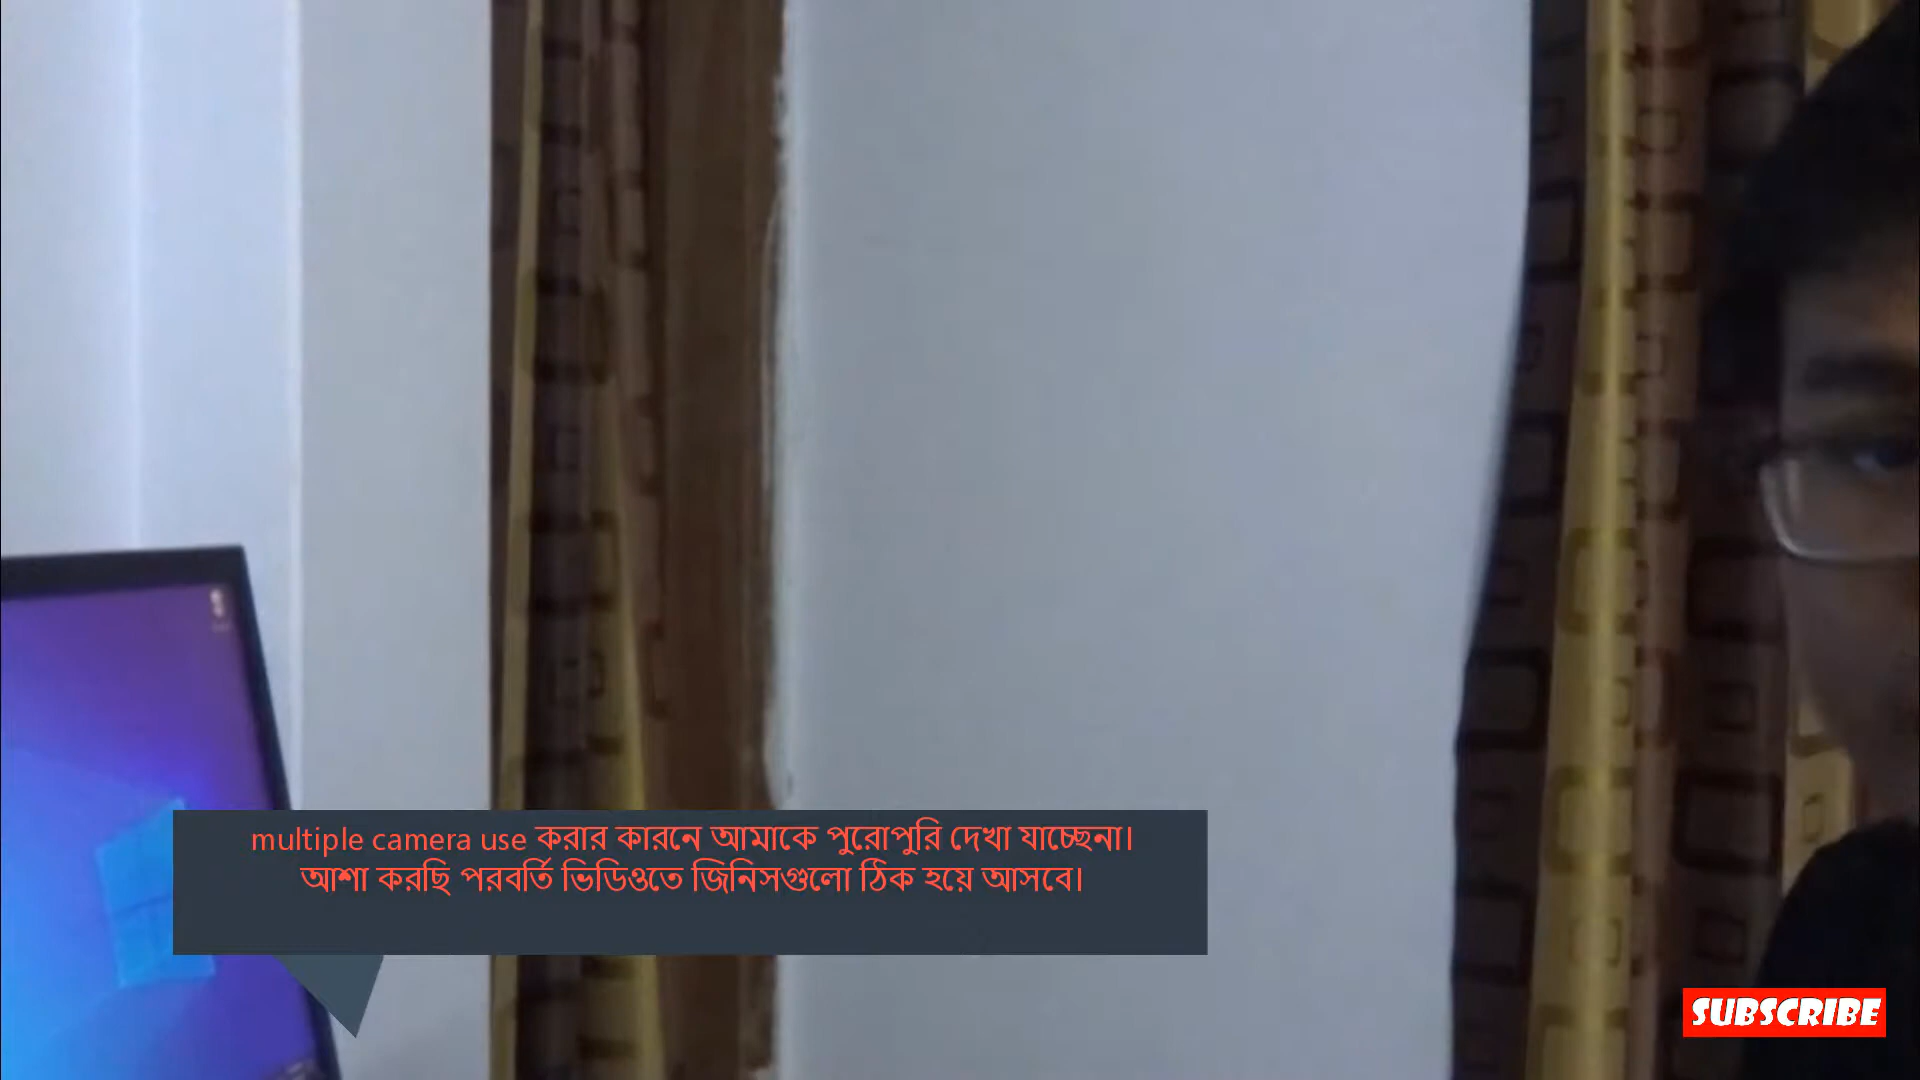 multiple camera use করার কারনে আমাকে পুরোপুরি দেখা যাচ্ছেনা।
আশা করছি পরবর্তি ভিডিওতে জিনিসগুলো ঠিক হয়ে আসবে।
SUBSCRIBE